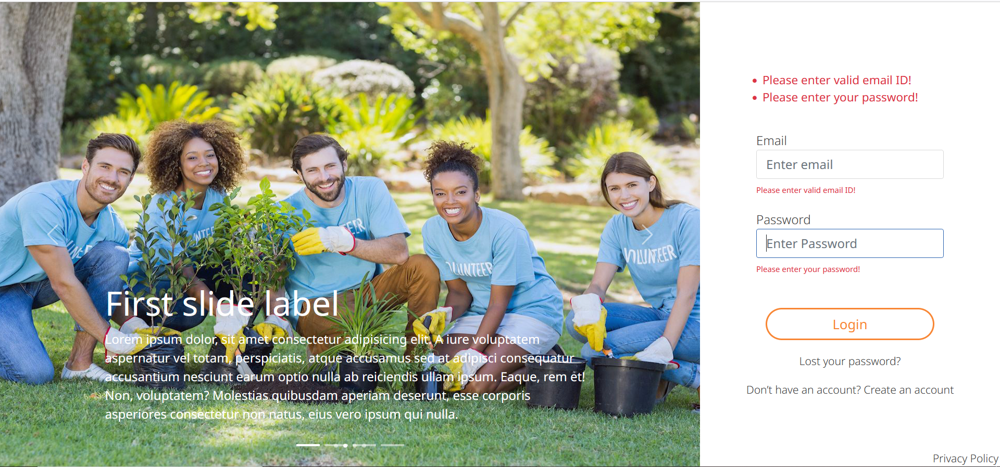 Please enter valid email ID!
Please enter your password!
Email
Enter email
Please enter valid email ID!
Password
Enter Password
Please enter your password!
Login
Lost your password?
Don’t have an account? Create an account
Privacy Policy
VOLUNTEER
VOLUNTEER
First slide label
Lorem ipsum dolor, sit amet consectetur adipisicing elit. A iure voluptatem
aspernatur vel totam, perspiciatis, atque accusamus sed at adipisci consequatur
accusantium nesciunt earum optio nulla ab reiciendis ullam ipsum. Eaque, rem et!
Non, voluptatem? Molestias quibusdam aperiam deserunt, esse corporis
asperiores consectetur non natus, eius vero ipsum qui nulla.